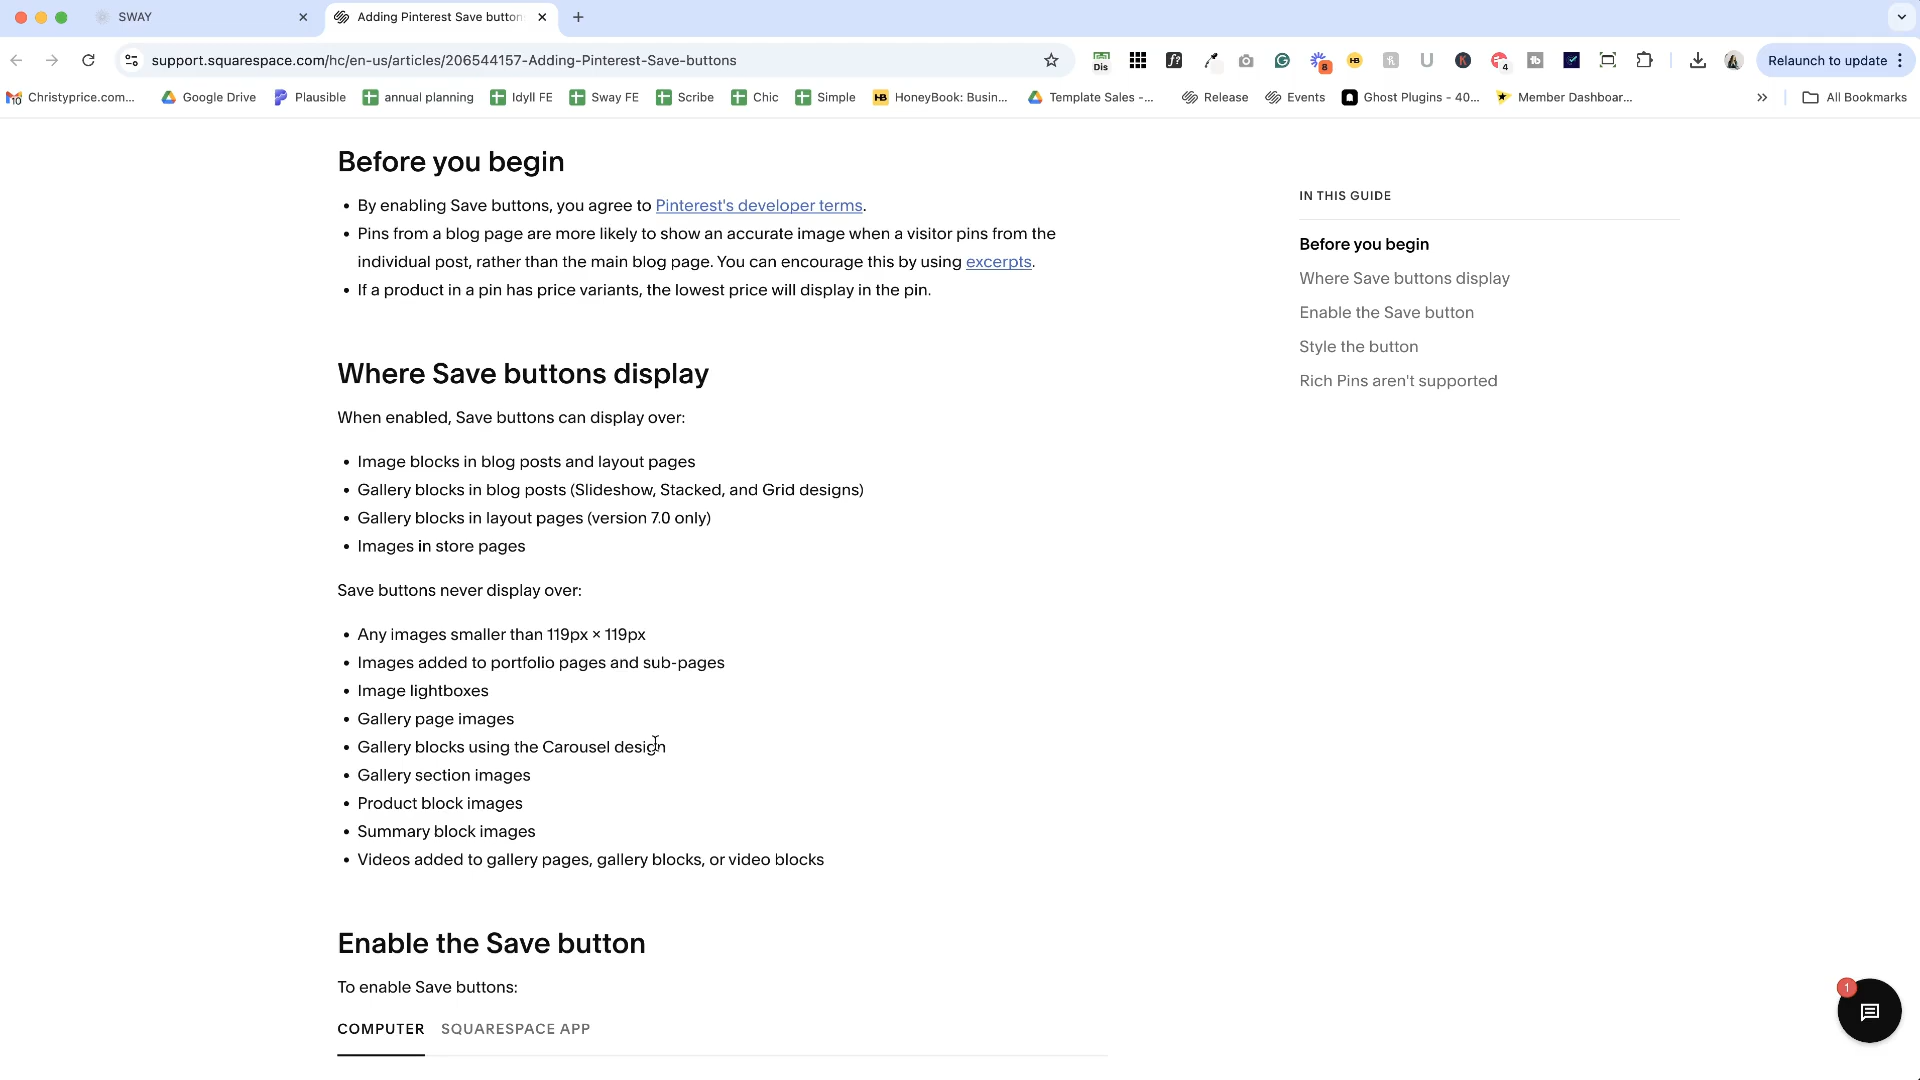 SWAY
Adding Pinterest Save button
support.squarespace.com/hc/en-us/articles/206544157-Adding-Pinterest-Save-buttons
Dis
f?
8
HB
U
K
4
tb
Relaunch to update
10
Christyprice.com...
Google Drive
Plausible
annual planning
Idyll FE
Sway FE
Scribe
Chic
Simple
HB
HoneyBook: Busin...
Template Sales -...
Release
Events
Ghost Plugins - 40...
Member Dashboar...
»
All Bookmarks
Before you begin
• By enabling Save buttons, you agree to Pinterest's developer terms.
• Pins from a blog page are more likely to show an accurate image when a visitor pins from the
individual post, rather than the main blog page. You can encourage this by using excerpts.
• If a product in a pin has price variants, the lowest price will display in the pin.
Where Save buttons display
When enabled, Save buttons can display over:
• Image blocks in blog posts and layout pages
• Gallery blocks in blog posts (Slideshow, Stacked, and Grid designs)
• Gallery blocks in layout pages (version 7.0 only)
• Images in store pages
Save buttons never display over:
• Any images smaller than 119px × 119px
• Images added to portfolio pages and sub-pages
• Image lightboxes
• Gallery page images
• Gallery blocks using the Carousel design
• Gallery section images
• Product block images
• Summary block images
• Videos added to gallery pages, gallery blocks, or video blocks
Enable the Save button
To enable Save buttons:
COMPUTER SQUARESPACE APP
IN THIS GUIDE
Before you begin
Where Save buttons display
Enable the Save button
Style the button
Rich Pins aren't supported
1